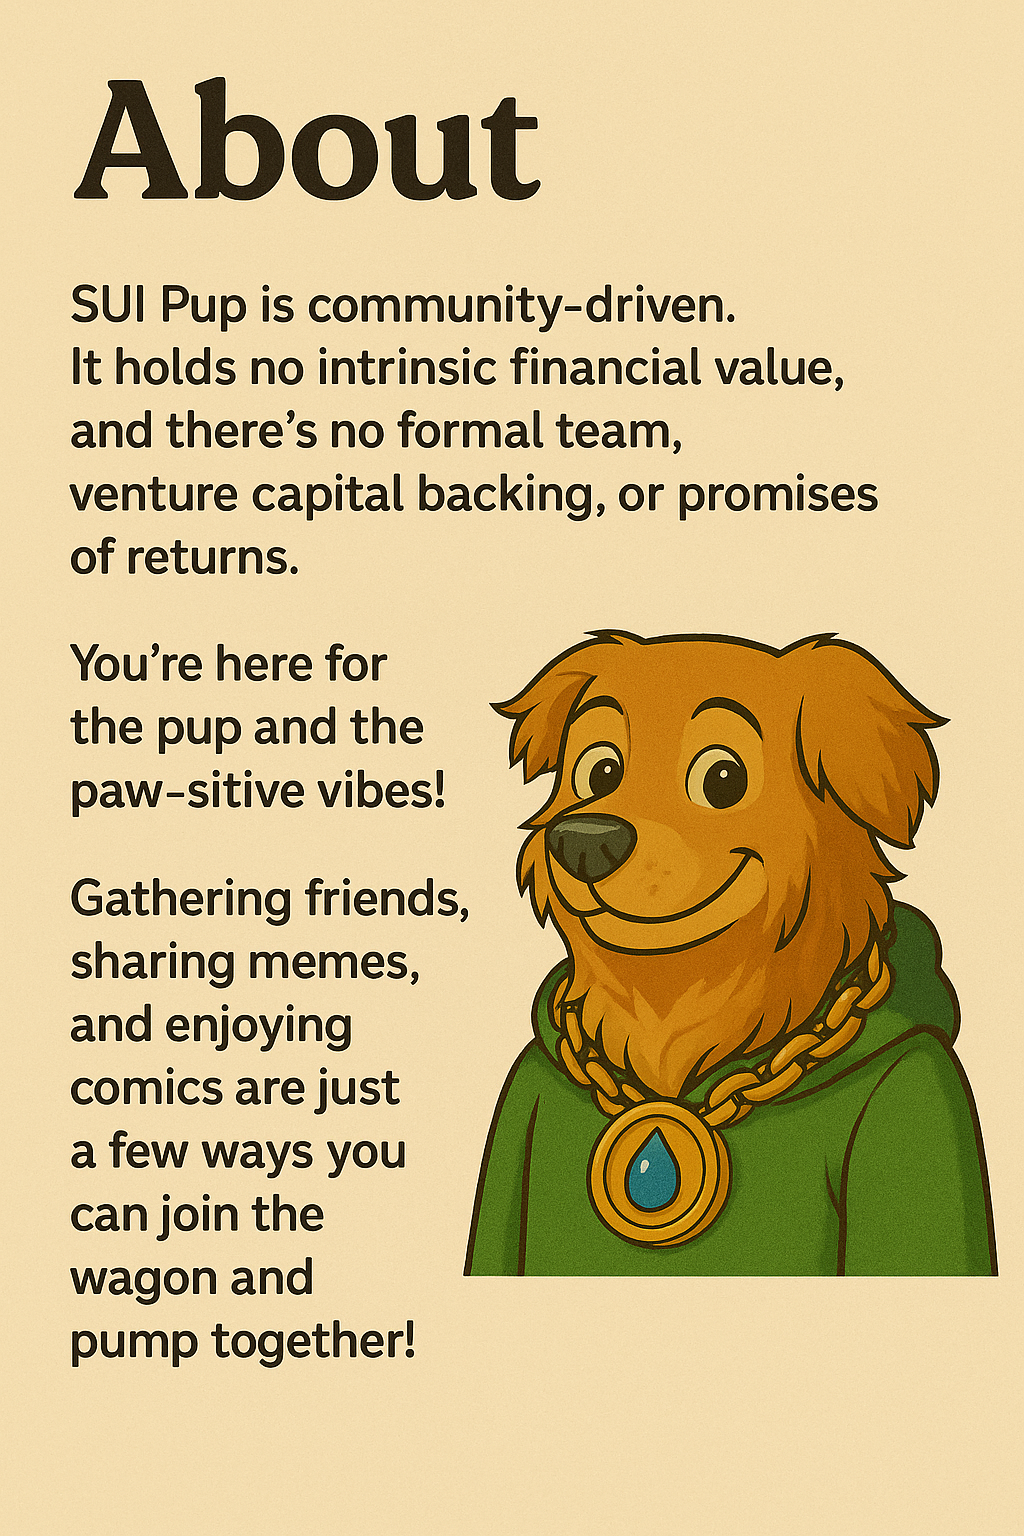 About
SUI Pup is community-driven.
It holds no intrinsic financial value,
and there’s no formal team,
venture capital backing, or promises
of returns.
You’re here for
the pup and the
paw-sitive vibes!
Gathering friends,
sharing memes,
and enjoying
comics are just
a few ways you
can join the
wagon and
pump together!